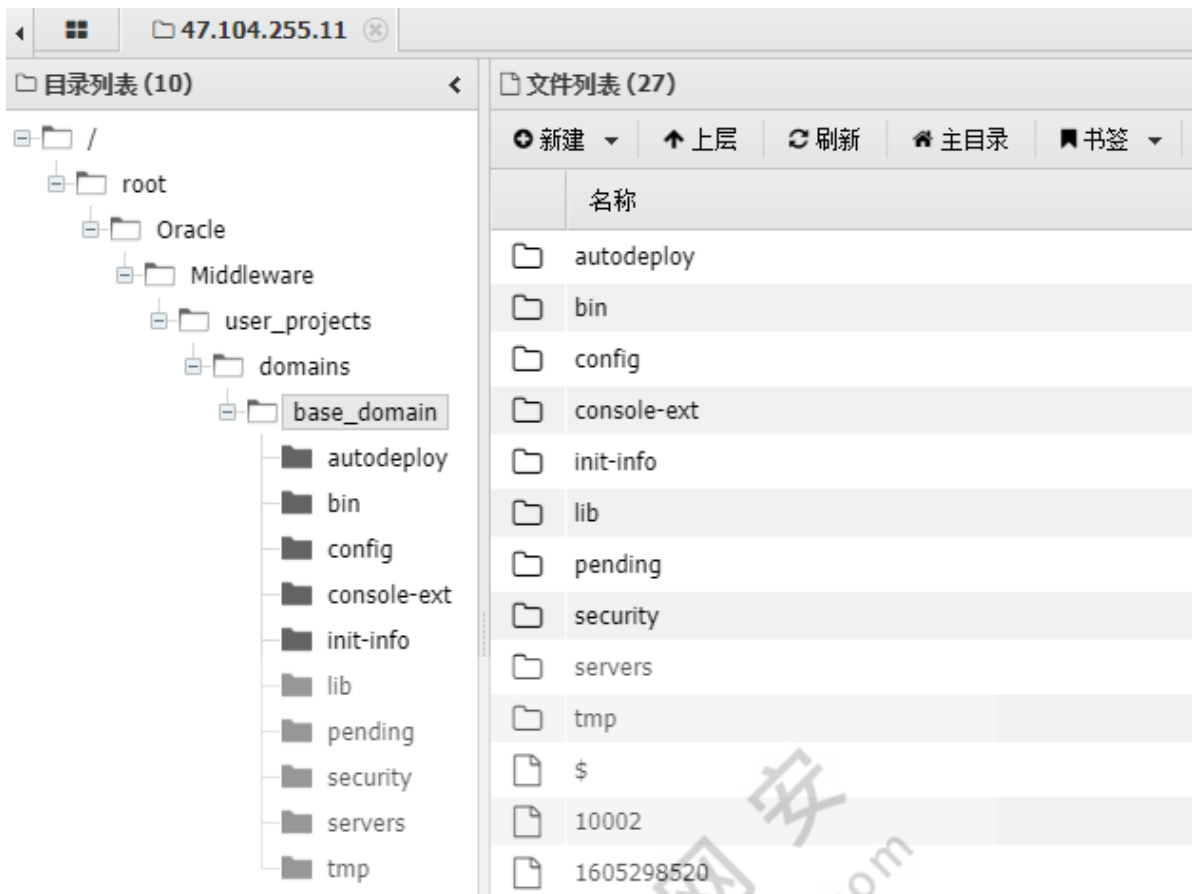 47.104.255.11
目录列表 (10)
/
root
Oracle
Middleware
user_projects
domains
base_domain
autodeploy
bin
config
console-ext
init-info
lib
pending
security
servers
tmp
文件列表 (27)
新建 上层 刷新 主目录 书签
名称
autodeploy
bin
config
console-ext
init-info
lib
pending
security
servers
tmp
$
10002
1605298520
网安
om